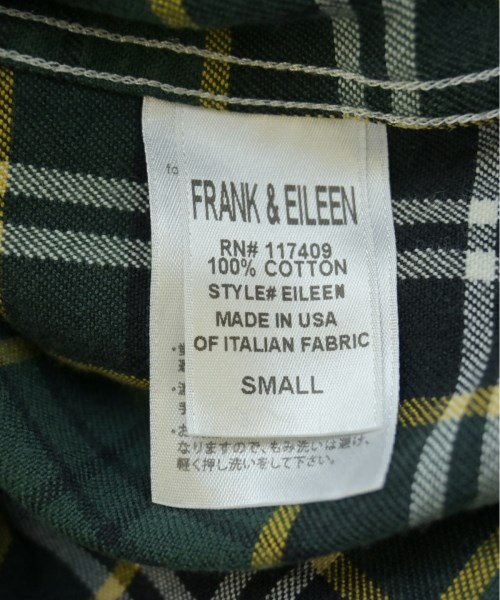 to
FRANK & EILEEN
RN# 117409
100% COTTON
STYLE# EILEEN
MADE IN USA
OF ITALIAN FABRIC
SMALL
・お
なりますので、もみ洗いは避け、
軽く押し洗いをして下さい。